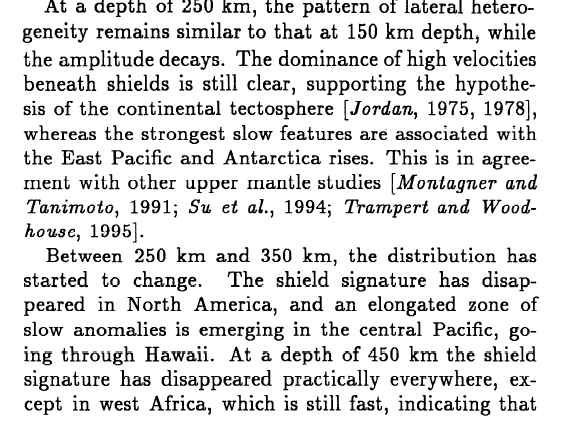 At a depth of 250 km, the pattern of lateral hetero-
geneity remains similar to that at 150 km depth, while
the amplitude decays. The dominance of high velocities
beneath shields is still clear, supporting the hypothe-
sis of the continental tectosphere [Jordan, 1975, 1978],
whereas the strongest slow features are associated with
the East Pacific and Antarctica rises. This is in agree-
ment with other upper mantle studies [Montagner and
Tanimoto, 1991; Su et al., 1994; Trampert and Wood-
house, 1995].
Between 250 km and 350 km, the distribution has
started to change. The shield signature has disap-
peared in North America, and an elongated zone of
slow anomalies is emerging in the central Pacific, go-
ing through Hawaii. At a depth of 450 km the shield
signature has disappeared practically everywhere, ex-
cept in west Africa, which is still fast, indicating that